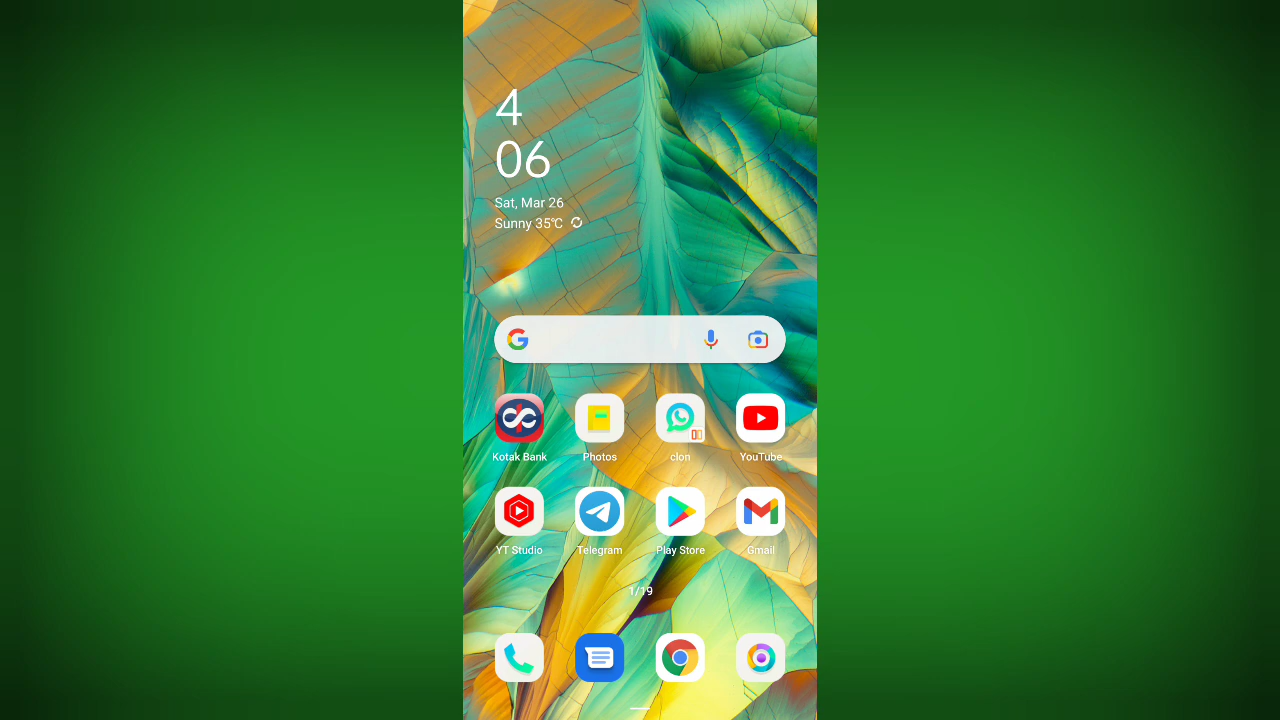 4
06
Sat, Mar 26
Sunny 35℃
Kotak Bank
Photos
clon
YouTube
YT Studio
Telegram
Play Store
Gmail
1/19